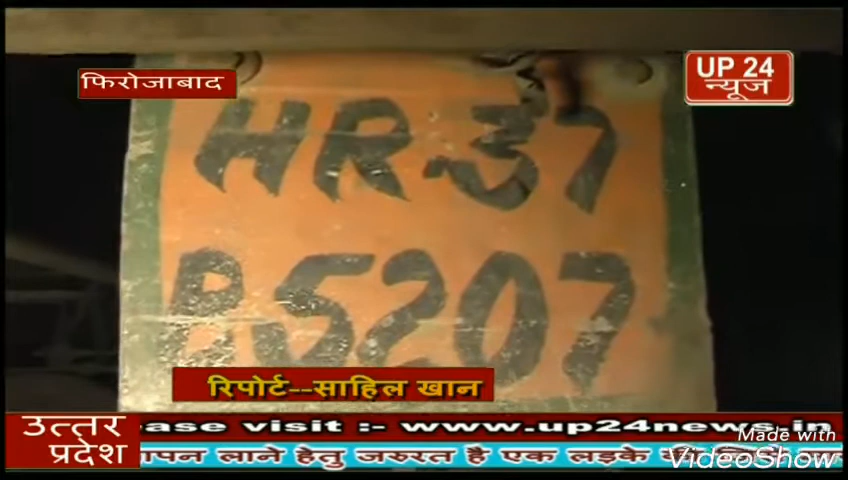 फिरोजाबाद
UP 24
न्यूज
HR-37
B.5207
रिपोर्ट--साहिल खान
उत्तर
प्रदेश
ease visit :- www.up24news.in
लाने हेतु जरुरत है एक लड़के
Made with
VideoShow